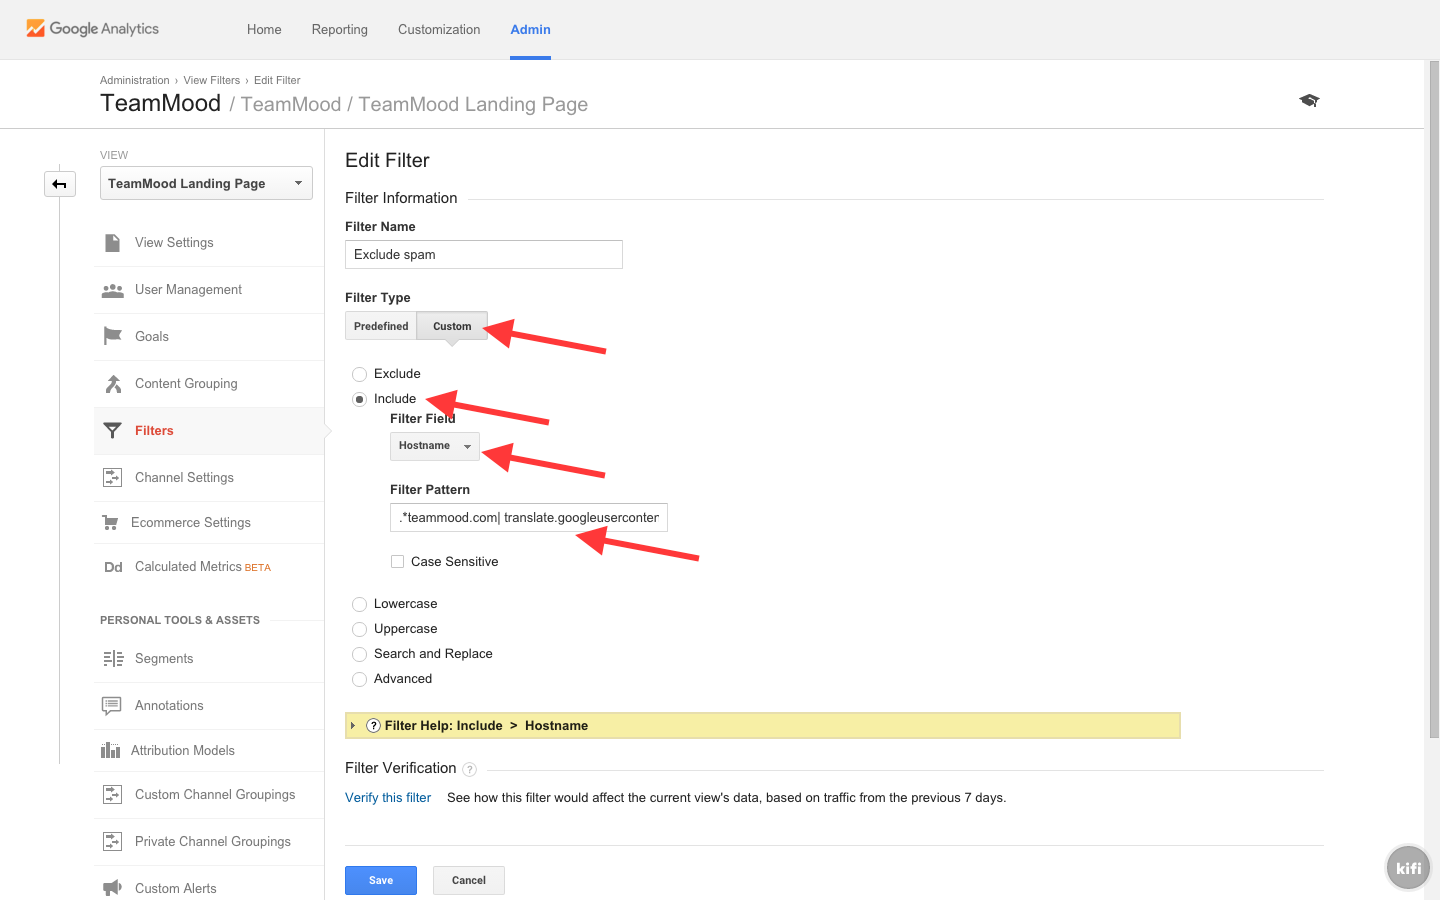 Google Analytics
Home Reporting Customization Admin
Administration › View Filters › Edit Filter
TeamMood / TeamMood / TeamMood Landing Page
VIEW
TeamMood Landing Page
View Settings
User Management
Goals
Content Grouping
Filters
Channel Settings
Ecommerce Settings
Dd Calculated Metrics BETA
PERSONAL TOOLS & ASSETS
Segments
Annotations
Attribution Models
Custom Channel Groupings
Private Channel Groupings
Custom Alerts
Edit Filter
Filter Information
Filter Name
Exclude spam
Filter Type
Predefined Custom
Exclude
Include
Filter Field
Hostname
Filter Pattern
.*teammood.com| translate.googleuserconter
Case Sensitive
Lowercase
Uppercase
Search and Replace
Advanced
? Filter Help: Include > Hostname
Filter Verification ?
Verify this filter See how this filter would affect the current view's data, based on traffic from the previous 7 days.
Save Cancel
kifi